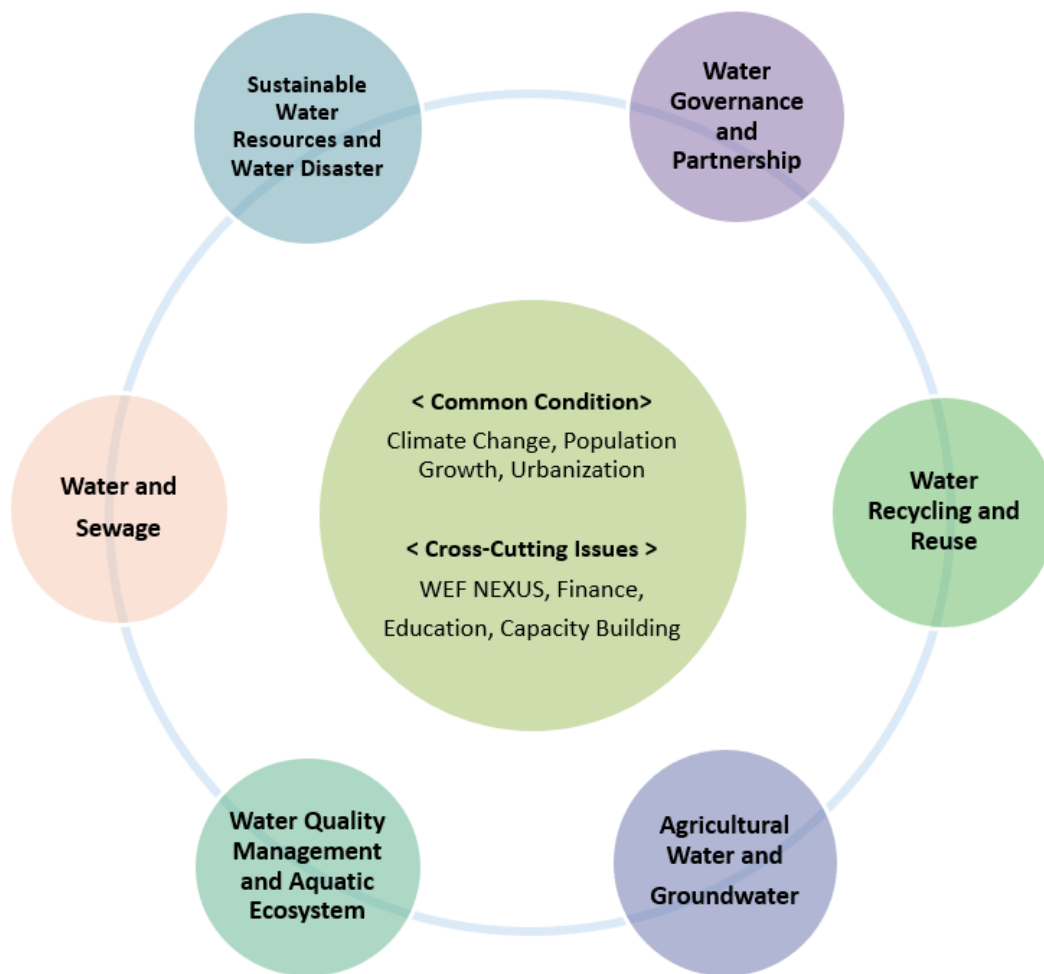 Sustainable
Water
Resources and
Water Disaster
Water
Governance
and
Partnership
< Common Condition>
Climate Change, Population
Growth, Urbanization
< Cross-Cutting Issues >
WEF NEXUS, Finance,
Education, Capacity Building
Water and
Sewage
Water
Recycling and
Reuse
Water Quality
Management
and Aquatic
Ecosystem
Agricultural
Water and
Groundwater